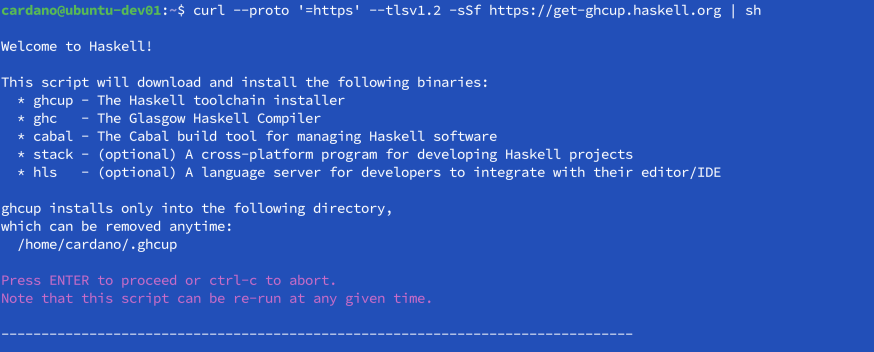 cardano@ubuntu-dev01:~$ curl --proto '=https' --tlsv1.2 -sSf https://get-ghcup.haskell.org | sh
Welcome to Haskell!
This script will download and install the following binaries:
  * ghcup - The Haskell toolchain installer
  * ghc   - The Glasgow Haskell Compiler
  * cabal - The Cabal build tool for managing Haskell software
  * stack - (optional) A cross-platform program for developing Haskell projects
  * hls   - (optional) A language server for developers to integrate with their editor/IDE
ghcup installs only into the following directory,
which can be removed anytime:
  /home/cardano/.ghcup
Press ENTER to proceed or ctrl-c to abort.
Note that this script can be re-run at any given time.
-------------------------------------------------------------------------------